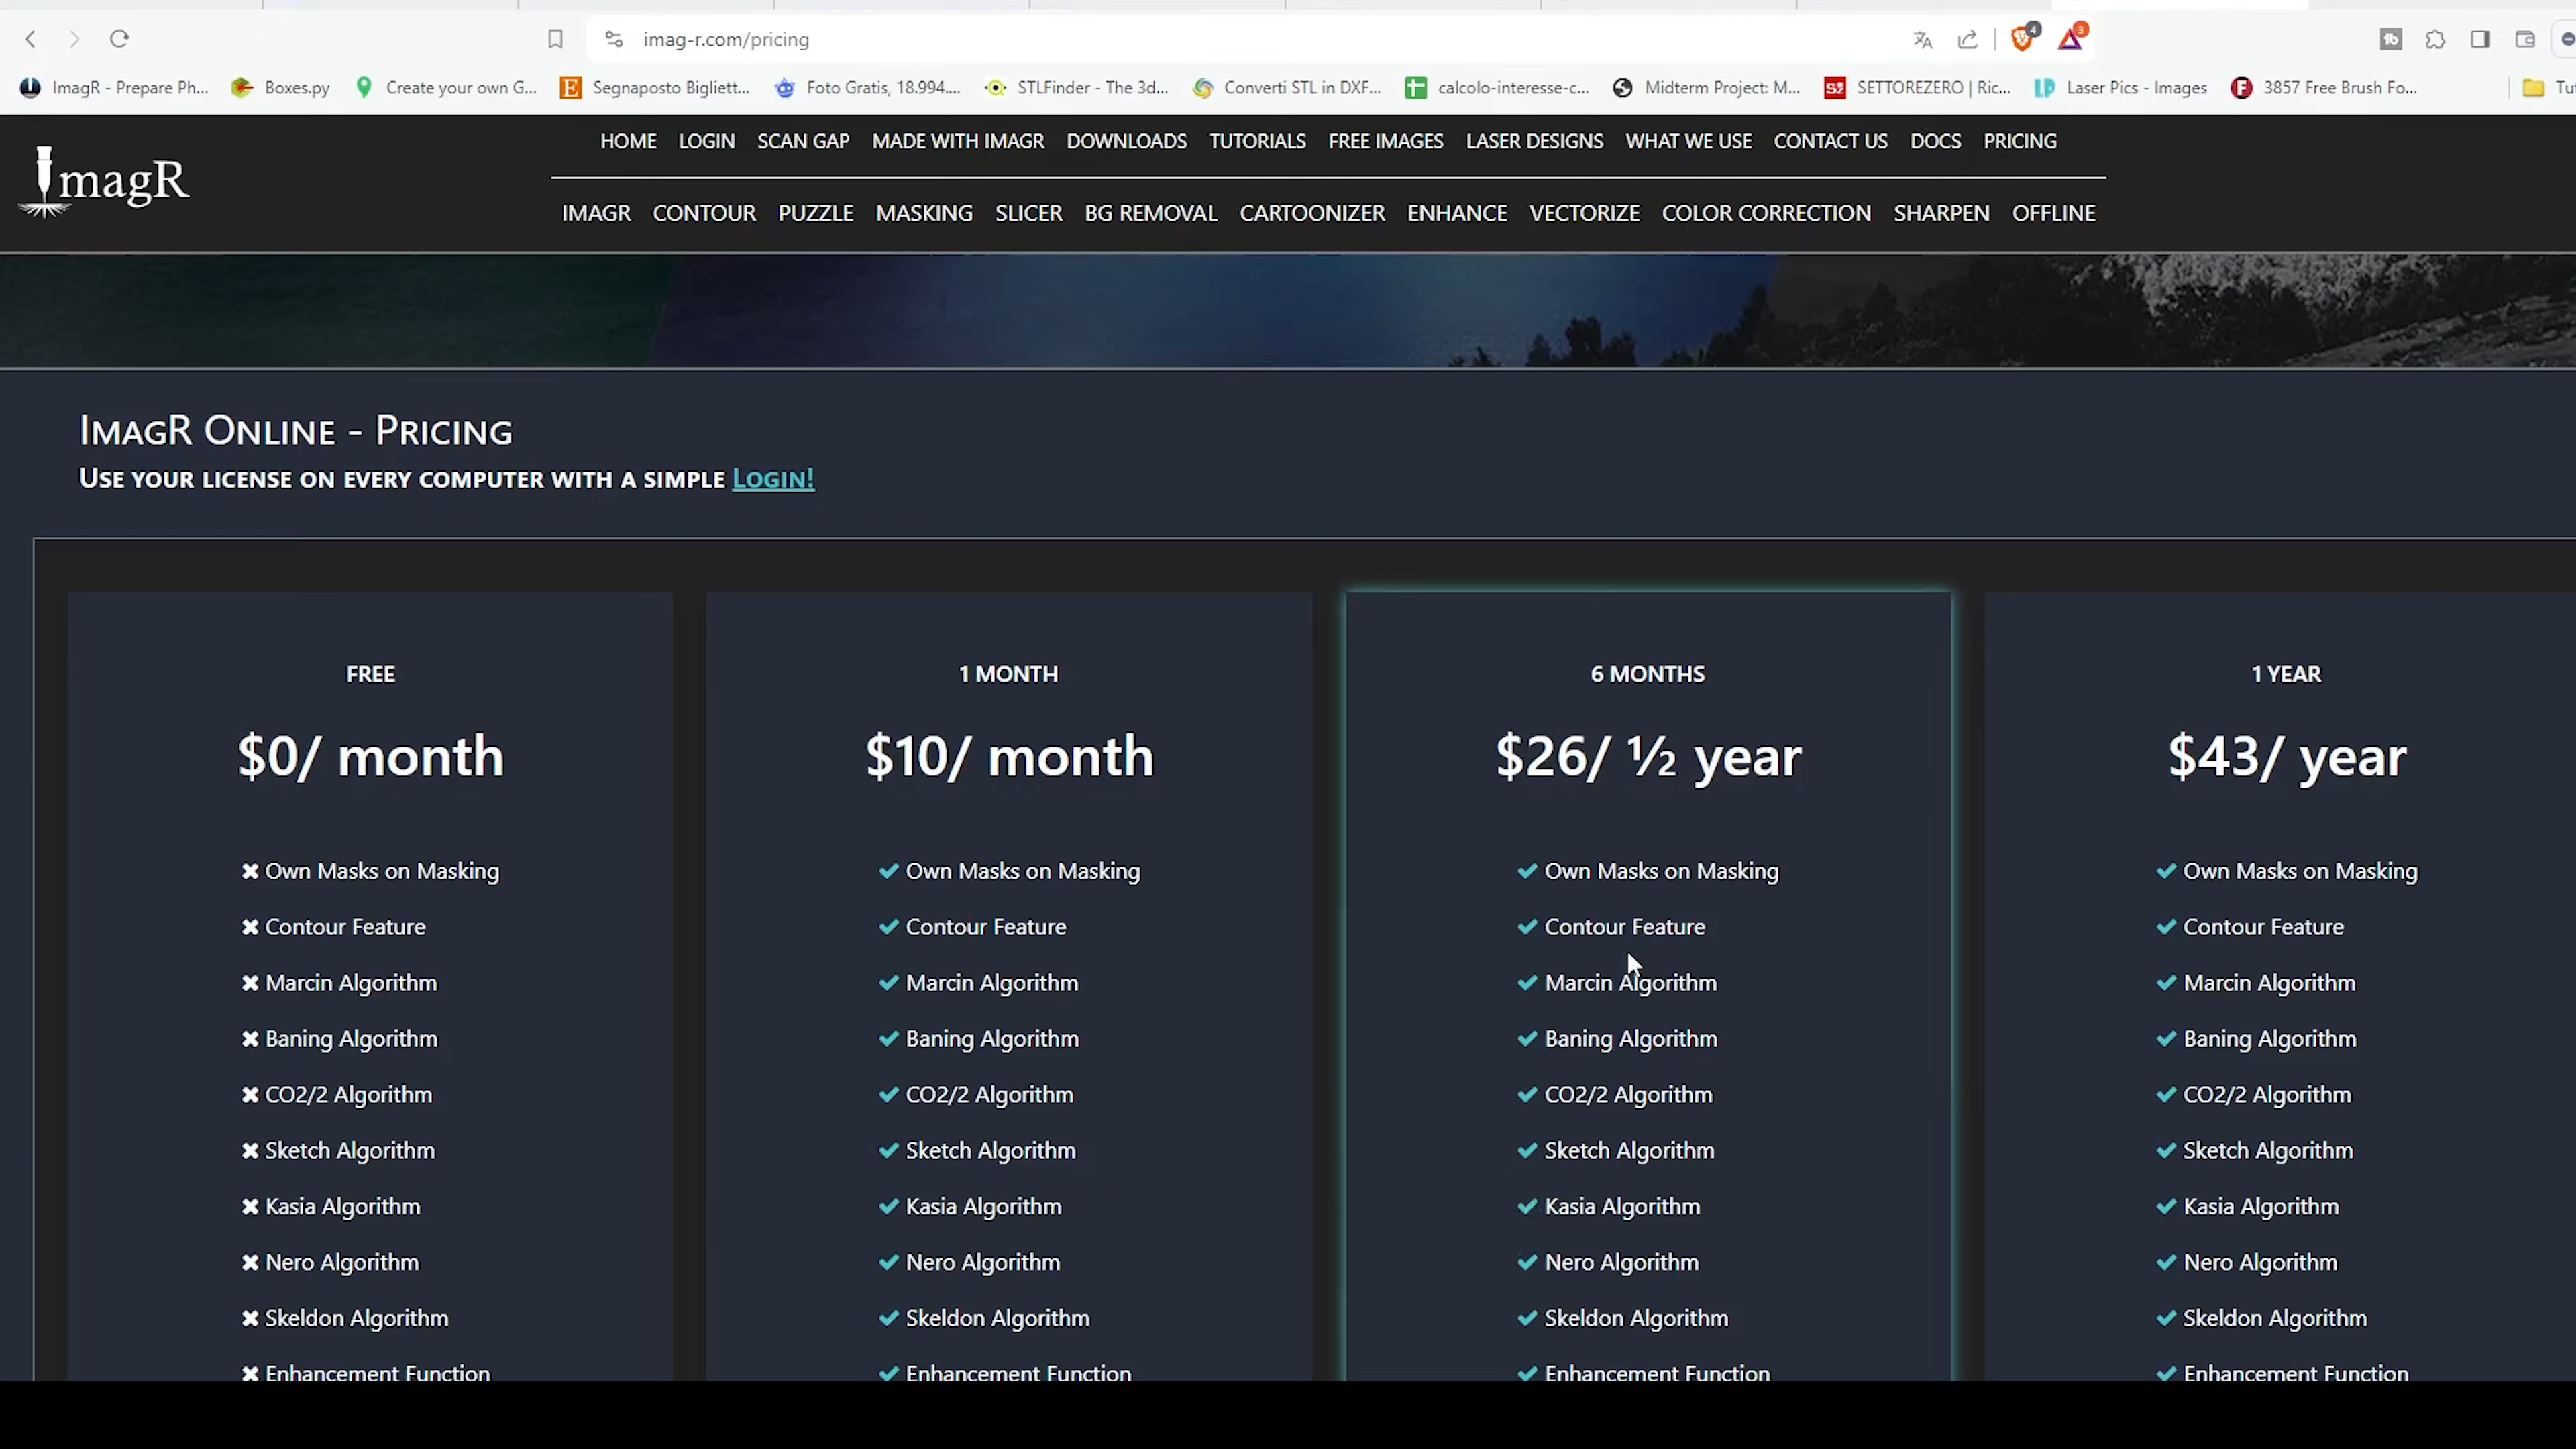 imag-r.com/pricing
4
3
ImagR - Prepare Ph...
Boxes.py
Create your own G...
Segnaposto Bigliett...
Foto Gratis, 18.994....
STLFinder - The 3d...
Converti STL in DXF...
calcolo-interesse-c...
Midterm Project: M...
SETTOREZERO | Ric...
Laser Pics - Images
3857 Free Brush Fo...
Tut
ImagR
HOME LOGIN SCAN GAP MADE WITH IMAGR DOWNLOADS TUTORIALS FREE IMAGES LASER DESIGNS WHAT WE USE CONTACT US DOCS PRICING
IMAGR CONTOUR PUZZLE MASKING SLICER BG REMOVAL CARTOONIZER ENHANCE VECTORIZE COLOR CORRECTION SHARPEN OFFLINE
ImagR Online - Pricing
Use your license on every computer with a simple Login!
FREE
$0/ month
Own Masks on Masking
Contour Feature
Marcin Algorithm
Baning Algorithm
CO2/2 Algorithm
Sketch Algorithm
Kasia Algorithm
Nero Algorithm
Skeldon Algorithm
Enhancement Function
1 MONTH
$10/ month
Own Masks on Masking
Contour Feature
Marcin Algorithm
Baning Algorithm
CO2/2 Algorithm
Sketch Algorithm
Kasia Algorithm
Nero Algorithm
Skeldon Algorithm
Enhancement Function
6 MONTHS
$26/ ½ year
Own Masks on Masking
Contour Feature
Marcin Algorithm
Baning Algorithm
CO2/2 Algorithm
Sketch Algorithm
Kasia Algorithm
Nero Algorithm
Skeldon Algorithm
Enhancement Function
1 YEAR
$43/ year
Own Masks on Masking
Contour Feature
Marcin Algorithm
Baning Algorithm
CO2/2 Algorithm
Sketch Algorithm
Kasia Algorithm
Nero Algorithm
Skeldon Algorithm
Enhancement Function